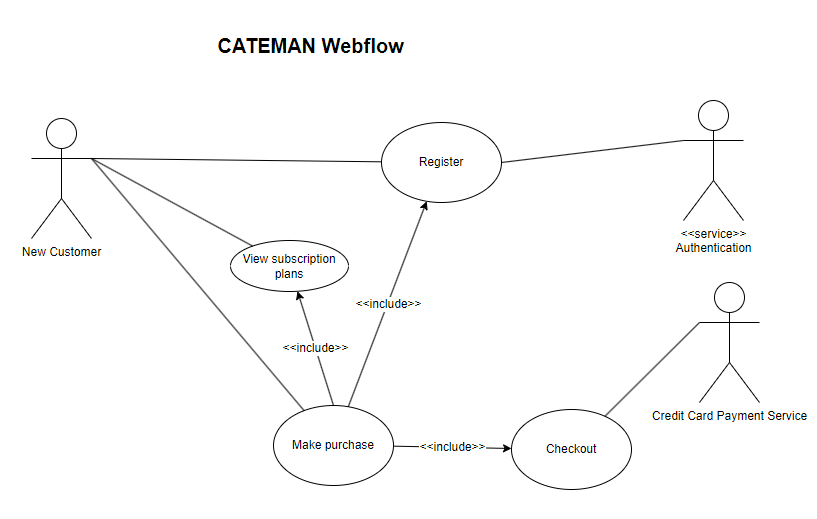 CATEMAN Webflow
Register
New Customer
<<service>>
Authentication
View subscription
plans
<<include>>
<<include>>
Credit Card Payment Service
Make purchase
<<include>>
Checkout